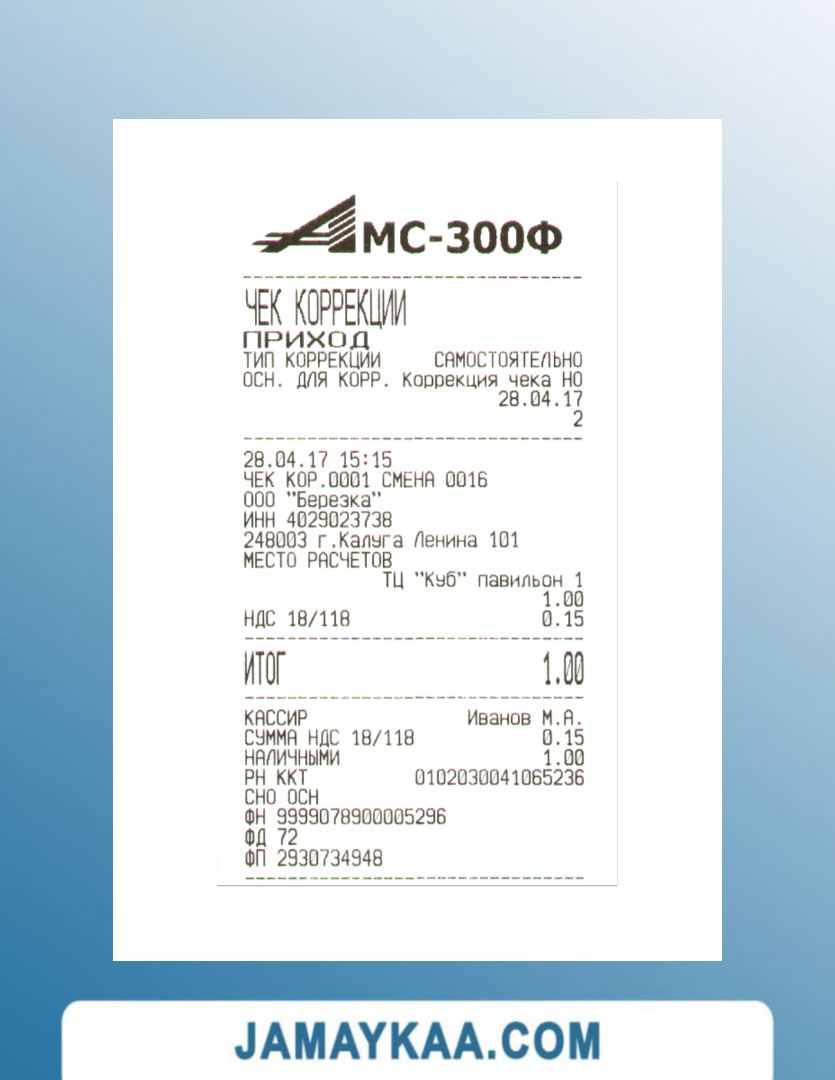 АМС-300Ф
ЧЕК КОРРЕКЦИИ
ПРИХОД
ТИП КОРРЕКЦИИ САМОСТОЯТЕЛЬНО
ОСН. ДЛЯ КОРР. Коррекция чека НО
28.04.17
2
28.04.17 15:15
ЧЕК КОР.0001 СМЕНА 0016
ООО "Березка"
ИНН 4029023738
248003 г.Калуга Ленина 101
МЕСТО РАСЧЕТОВ
ТЦ "Куб" павильон 1
1.00
НДС 18/118 0.15
ИТОГ 1.00
КАССИР Иванов М.А.
СУММА НДС 18/118 0.15
НАЛИЧНЫМИ 1.00
РН ККТ 0102030041065236
СНО ОСН
ФН 9999078900005296
ФД 72
ФП 2930734948
JAMAYKAA.COM